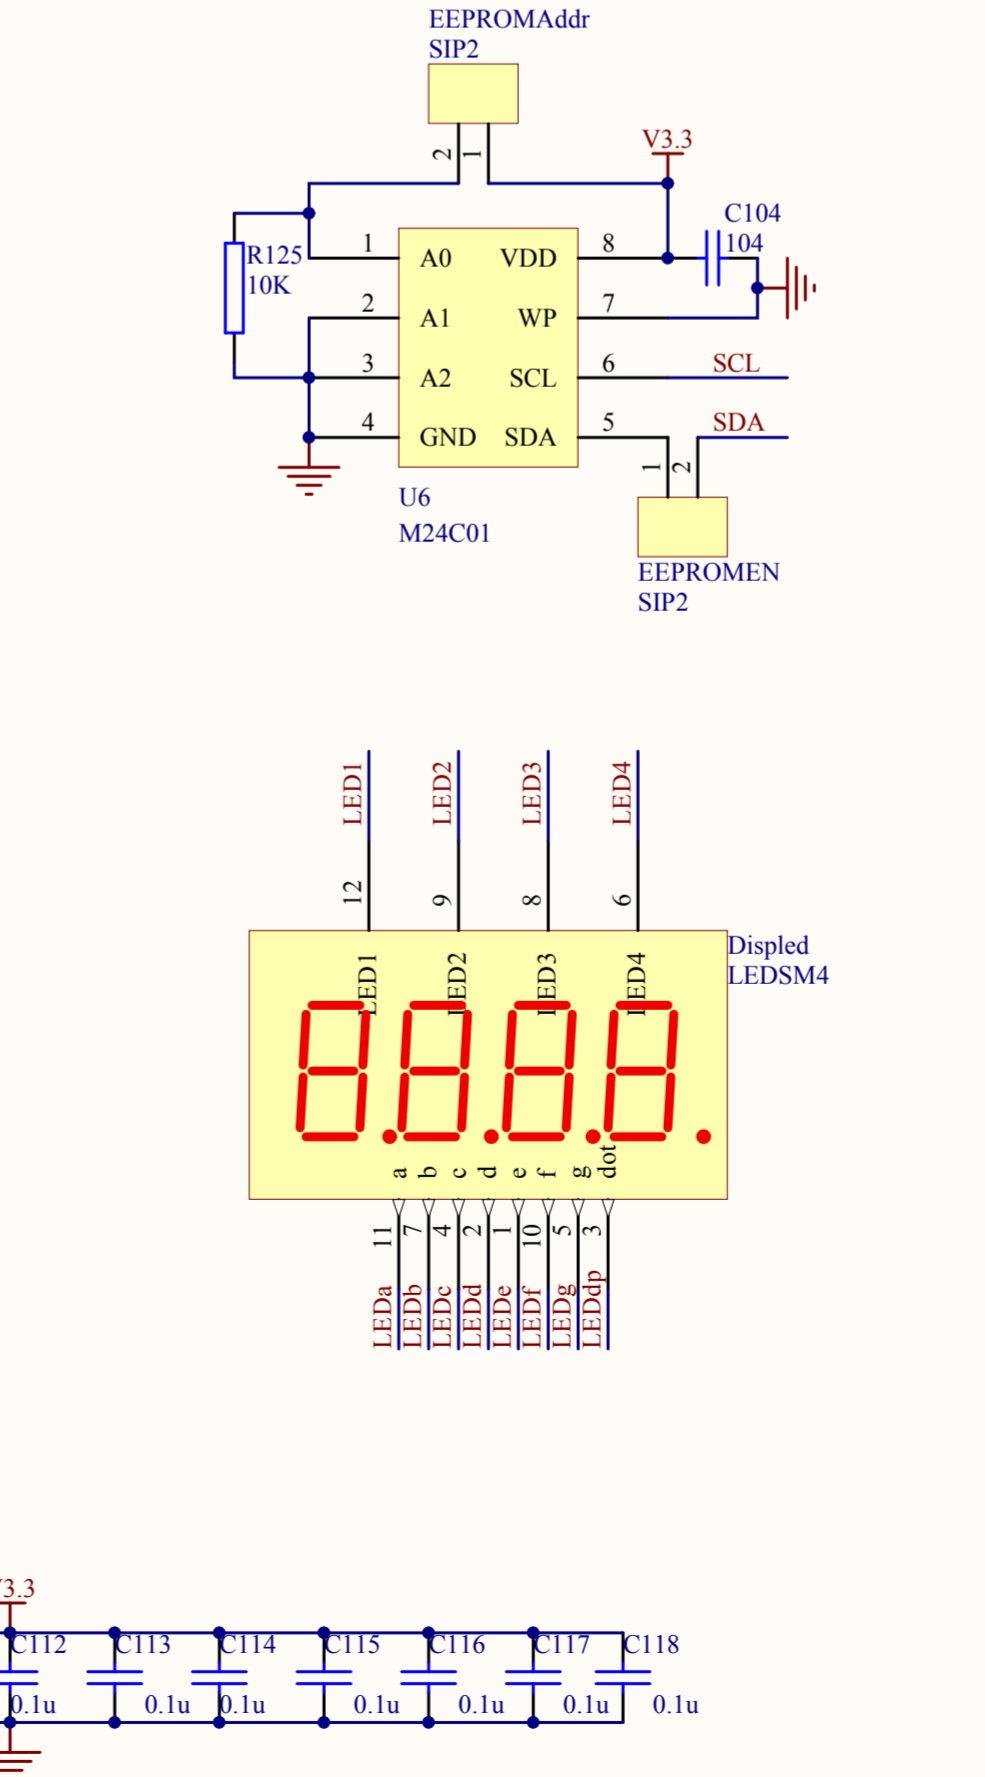 EEPROMAddr
SIP2
2
1
V3.3
C104
104
R125
10K
1
A0
VDD
8
2
A1
WP
7
3
A2
SCL
6
SCL
4
GND
SDA
5
SDA
1
2
U6
M24C01
EEPROMEN
SIP2
LED1
LED2
LED3
LED4
12
9
8
6
Displed
LEDSM4
LED1
LED2
LED3
LED4
a
b
c
d
e
f
g
dot
11
7
4
2
1
10
5
3
LEDa
LEDb
LEDc
LEDd
LEDe
LEDf
LEDg
LEDdp
V3.3
C112
C113
C114
C115
C116
C117
C118
0.1u
0.1u
0.1u
0.1u
0.1u
0.1u
0.1u